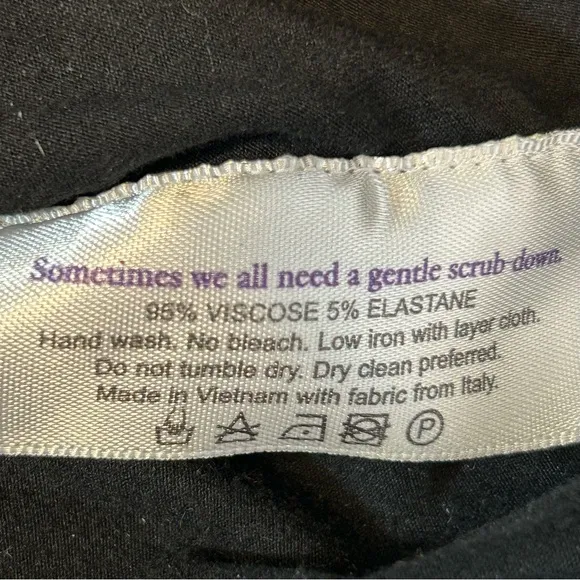 Sometimes we all need a gentle scrub down.
95% VISCOSE 5% ELASTANE
Hand wash. No bleach. Low iron with layer cloth.
Do not tumble dry. Dry clean preferred.
Made in Vietnam with fabric from Italy.
P